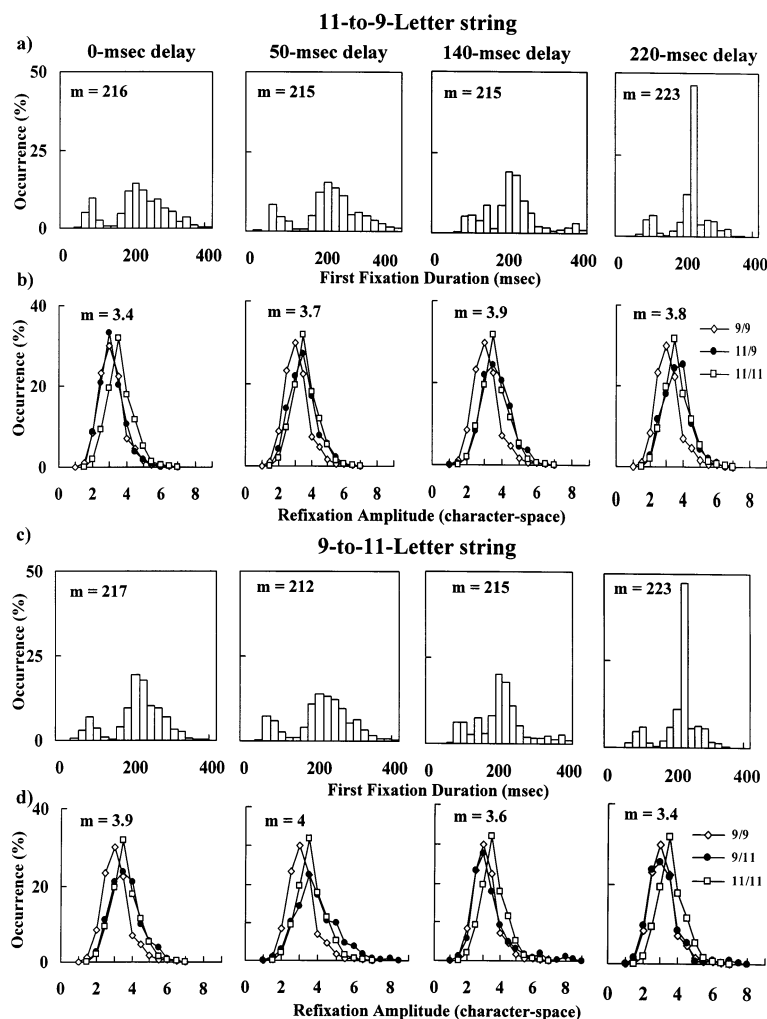 11-to-9-Letter string
a)
0-msec delay 50-msec delay 140-msec delay 220-msec delay
Occurrence (%)
50
25
0
m = 216 m = 215 m = 215 m = 223
0 200 400 0 200 400 0 200 400 0 200 400
First Fixation Duration (msec)
b)
Occurrence (%)
40
20
0
m = 3.4 m = 3.7 m = 3.9 m = 3.8
9/9
11/9
11/11
0 2 4 6 8 0 2 4 6 8 0 2 4 6 8 0 2 4 6 8
Refixation Amplitude (character-space)
c)
9-to-11-Letter string
Occurrence (%)
50
25
0
m = 217 m = 212 m = 215 m = 223
0 200 400 0 200 400 0 200 400 0 200 400
First Fixation Duration (msec)
d)
Occurrence (%)
40
20
0
m = 3.9 m = 4 m = 3.6 m = 3.4
9/9
9/11
11/11
0 2 4 6 8 0 2 4 6 8 0 2 4 6 8 0 2 4 6 8
Refixation Amplitude (character-space)